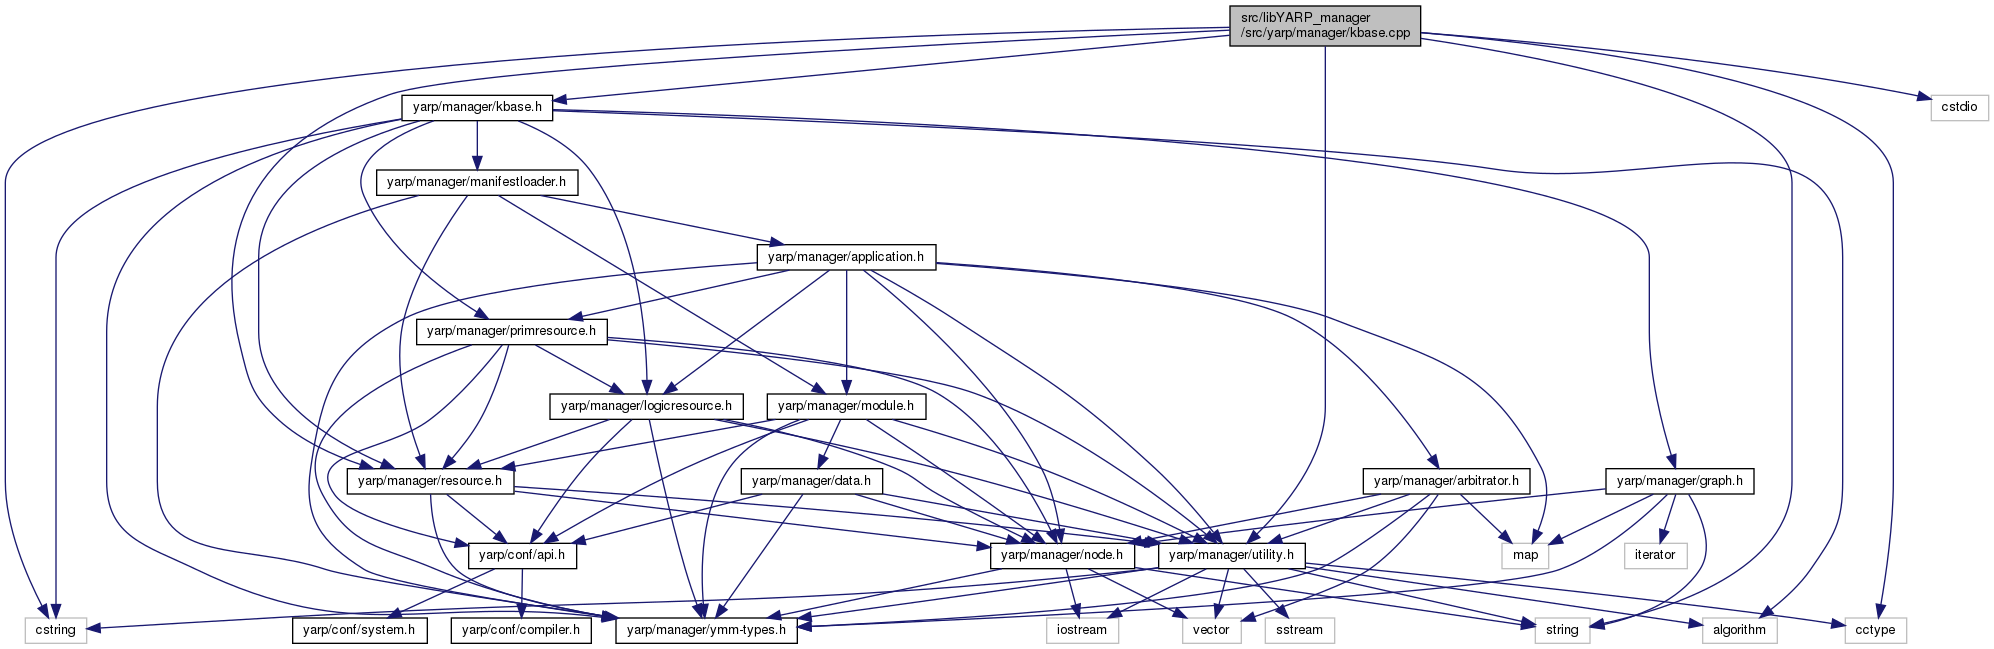 src/libYARP_manager
/src/yarp/manager/kbase.cpp
yarp/manager/kbase.h
cstdio
yarp/manager/manifestloader.h
yarp/manager/application.h
yarp/manager/primresource.h
yarp/manager/logicresource.h
yarp/manager/module.h
yarp/manager/resource.h
yarp/manager/data.h
yarp/manager/arbitrator.h
yarp/manager/graph.h
yarp/conf/api.h
yarp/manager/node.h
yarp/manager/utility.h
map
iterator
cstring
yarp/conf/system.h
yarp/conf/compiler.h
yarp/manager/ymm-types.h
iostream
vector
sstream
string
algorithm
cctype